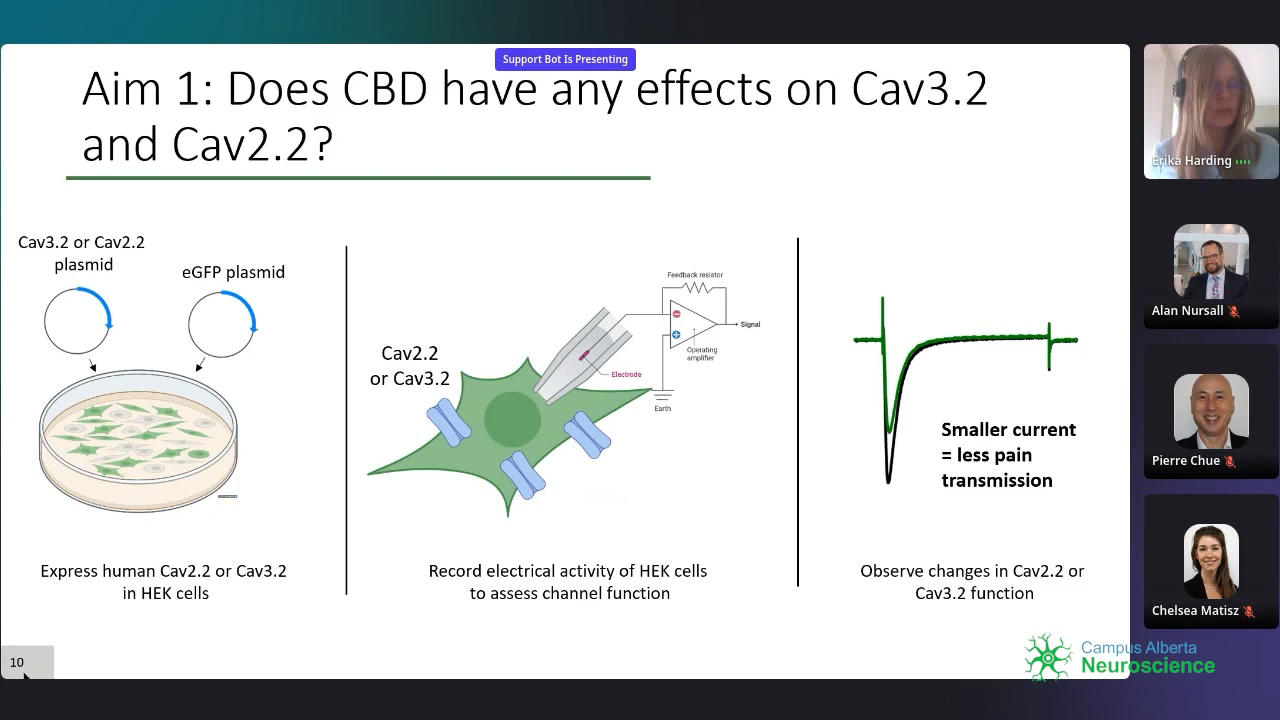 Support Bot Is Presenting
Aim 1: Does CBD have any effects on Cav3.2
and Cav2.2?
Cav3.2 or Cav2.2
plasmid
eGFP plasmid
Express human Cav2.2 or Cav3.2
in HEK cells
Cav2.2
or Cav3.2
Feedback resistor
Signal
Operating
amplifier
Electrode
Earth
Record electrical activity of HEK cells
to assess channel function
Smaller current
= less pain
transmission
Observe changes in Cav2.2 or
Cav3.2 function
10
Campus Alberta
Neuroscience
Erika Harding
Alan Nursall
Pierre Chue
Chelsea Matisz